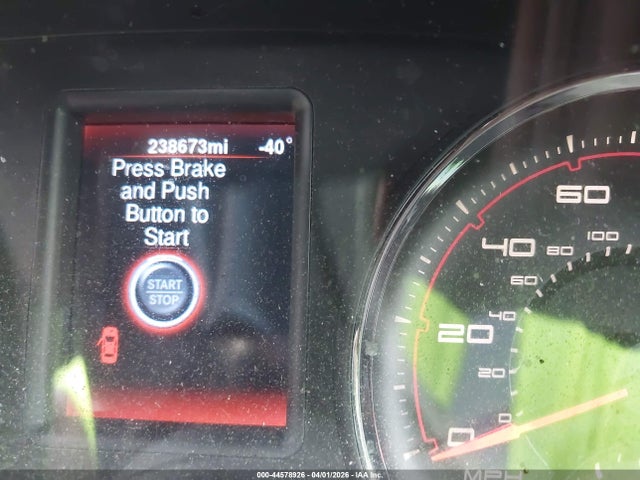 238673mi -40°
Press Brake
and Push
Button to
Start
START
STOP
60
40
80 100
60
40
20
20
0
0
MPH
000-44578926 - 04/01/2026 - IAA Inc.